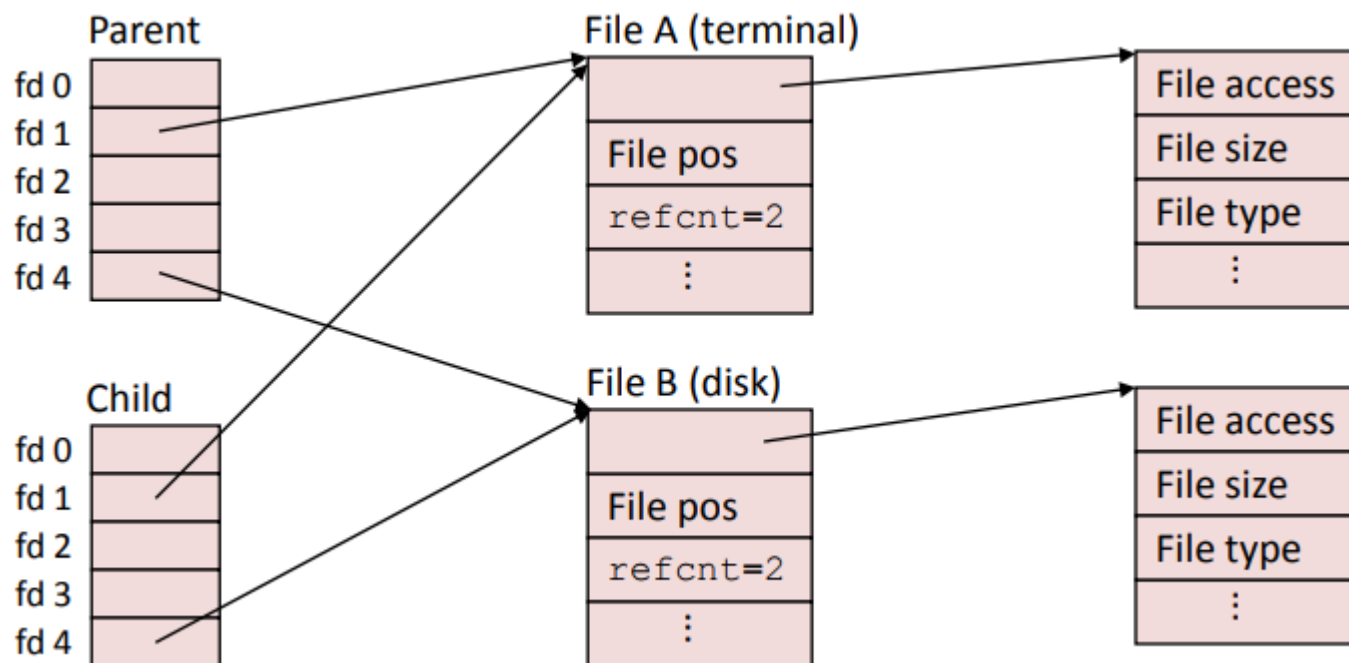 Parent
fd 0
fd 1
fd 2
fd 3
fd 4
File A (terminal)
File pos
refcnt=2
⋮
File access
File size
File type
⋮
Child
fd 0
fd 1
fd 2
fd 3
fd 4
File B (disk)
File pos
refcnt=2
⋮
File access
File size
File type
⋮